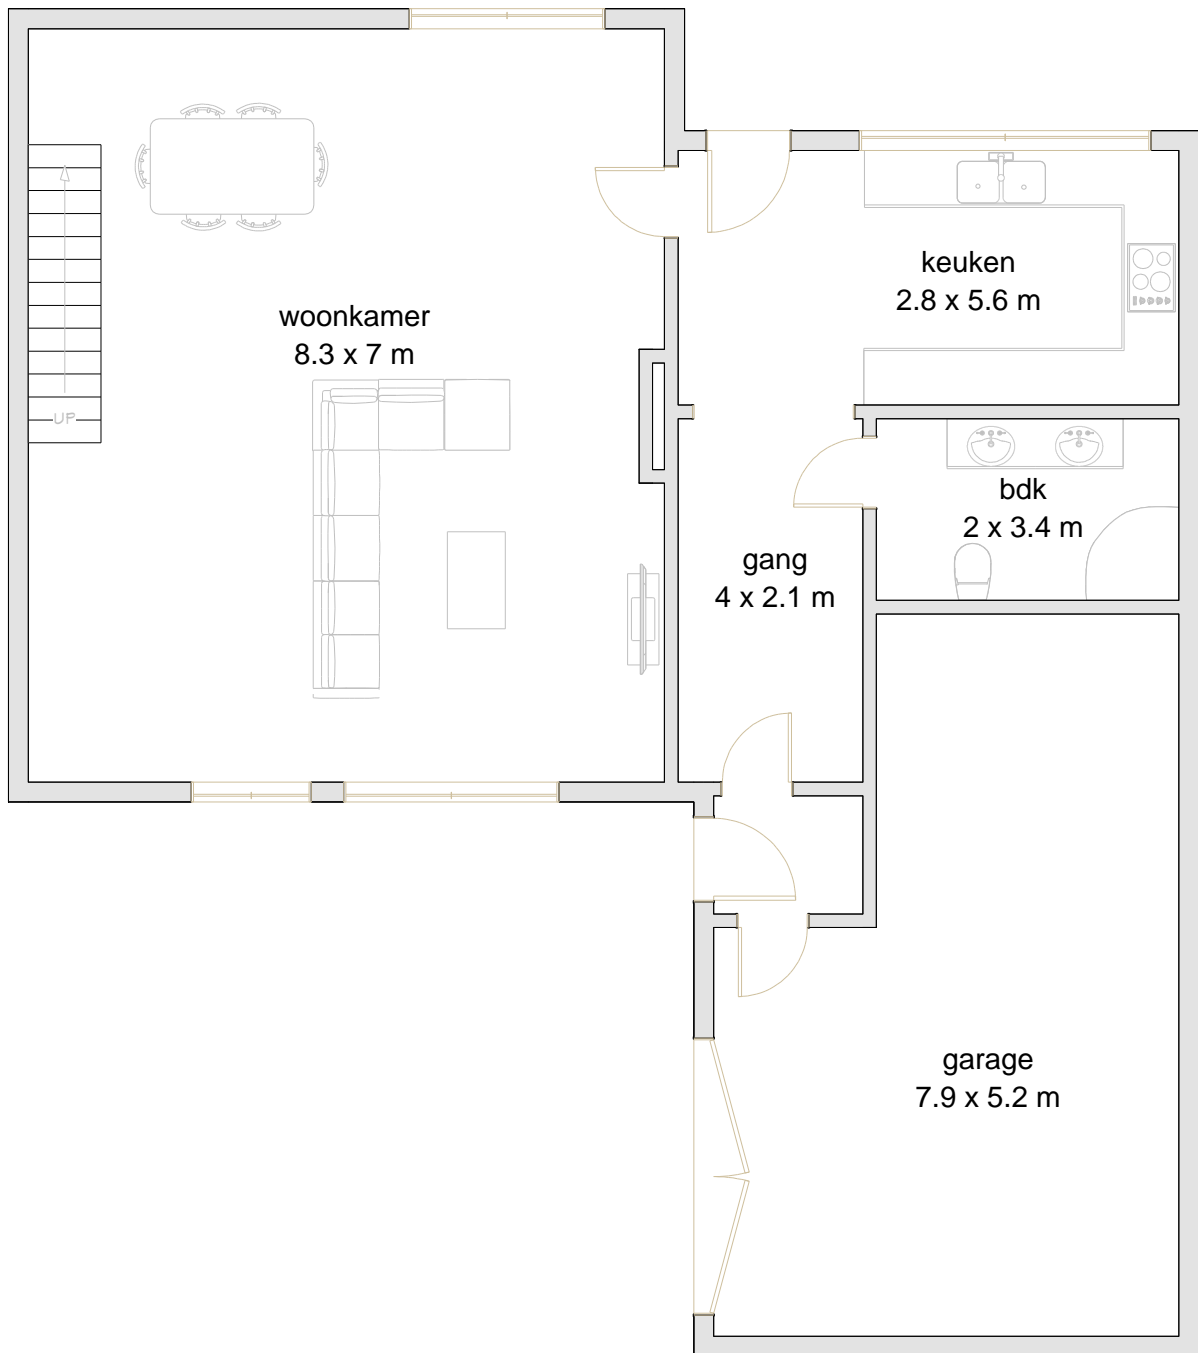 woonkamer
8.3 x 7 m
UP
keuken
2.8 x 5.6 m
bdk
2 x 3.4 m
gang
4 x 2.1 m
garage
7.9 x 5.2 m